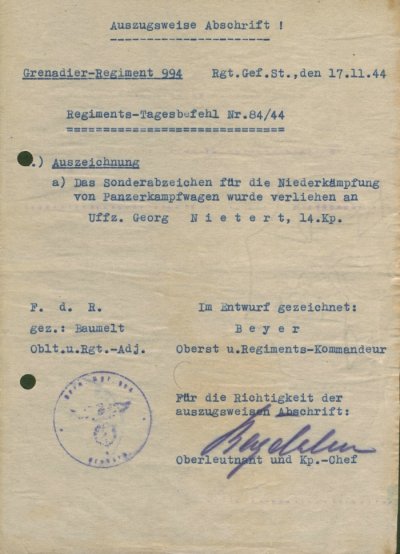 Auszugsweise Abschrift !
Grenadier-Regiment 994 Rgt.Gef.St.,den 17.11.44
Regiments-Tagesbefehl Nr.84/44
.) Auszeichnung
a) Das Sonderabzeichen für die Niederkämpfung
von Panzerkampfwagen wurde verliehen an
Uffz. Georg N i e t e r t, 14.Kp.
F. d. R. Im Entwurf gezeichnet:
gez.: Baumelt B e y e r
Oblt.u.Rgt.-Adj. Oberst u.Regiments-Kommandeur
Für die Richtigkeit der
auszugsweisen Abschrift:
Oberleutnant und Kp.-Chef